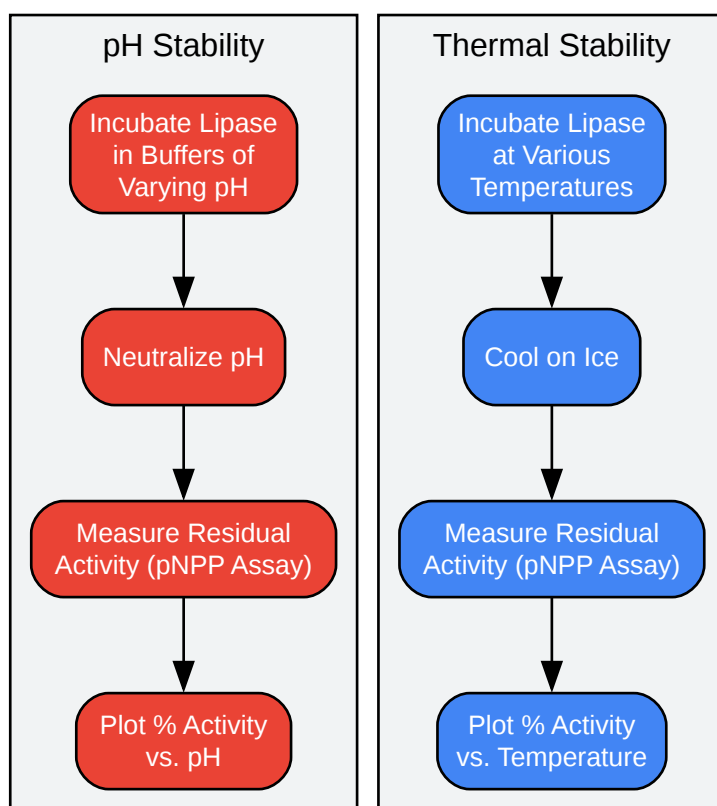 pH Stability
Incubate Lipase
in Buffers of
Varying pH
Neutralize pH
Measure Residual
Activity (pNPP Assay)
Plot % Activity
vs. pH
Thermal Stability
Incubate Lipase
at Various
Temperatures
Cool on Ice
Measure Residual
Activity (pNPP Assay)
Plot % Activity
vs. Temperature